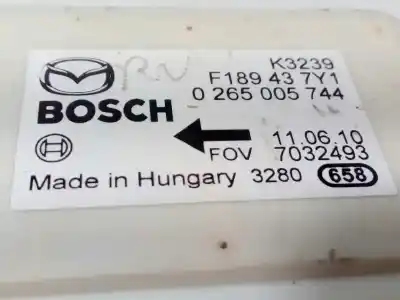 K3239
F189 43 7Y1
0 265 005 744
BOSCH
11.06.10
FOV 7032493
Made in Hungary 3280 658